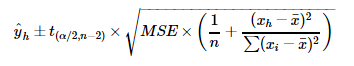 ŷ_h ± t_(α/2,n−2) × √(MSE × (1/n + (x_h − x̄)² / ∑(x_i − x̄)²))